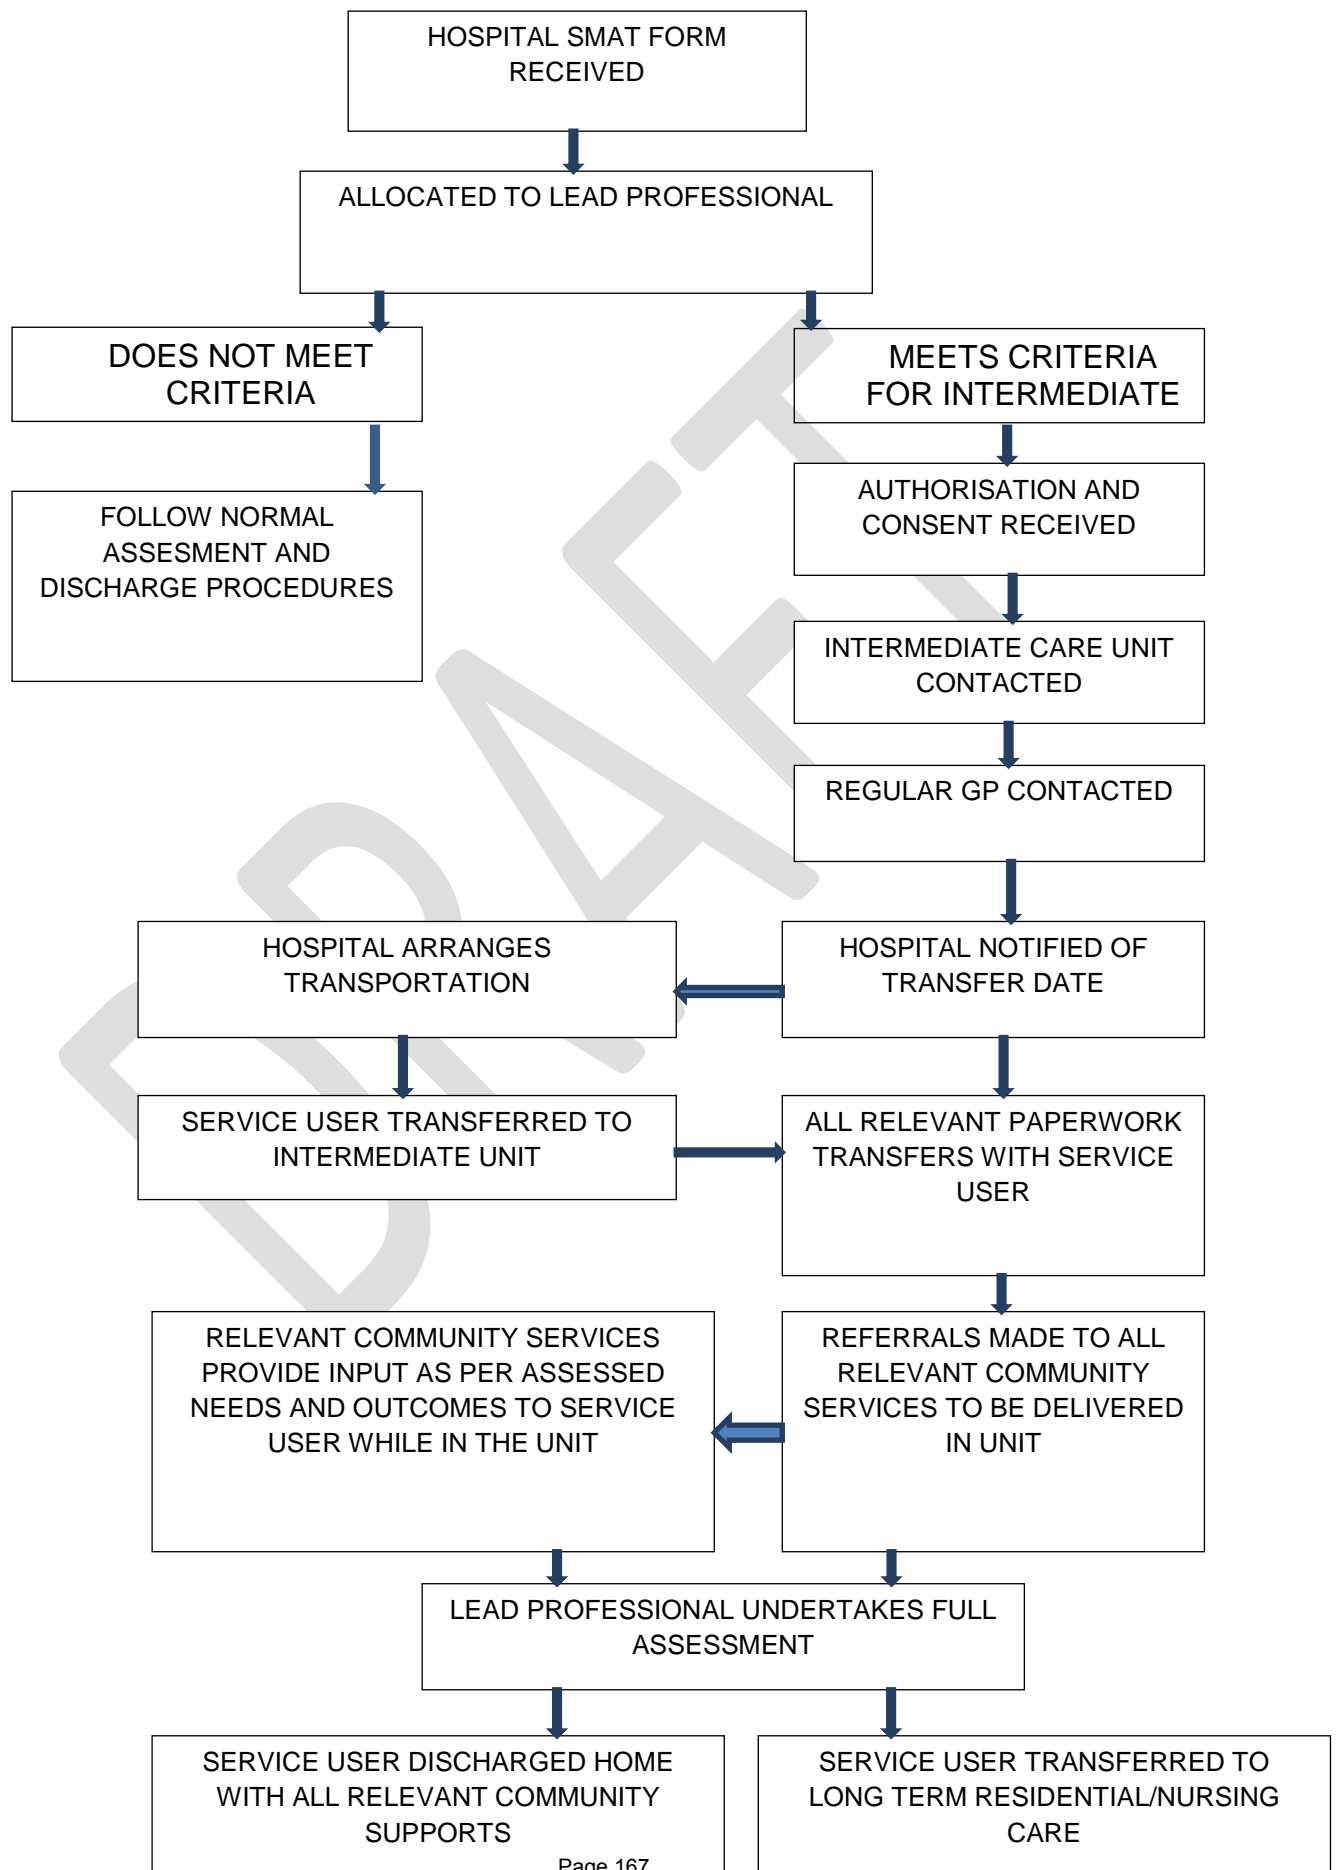 HOSPITAL SMAT FORM
RECEIVED
ALLOCATED TO LEAD PROFESSIONAL
DOES NOT MEET
CRITERIA
MEETS CRITERIA
FOR INTERMEDIATE
FOLLOW NORMAL
ASSESMENT AND
DISCHARGE PROCEDURES
AUTHORISATION AND
CONSENT RECEIVED
INTERMEDIATE CARE UNIT
CONTACTED
REGULAR GP CONTACTED
HOSPITAL ARRANGES
TRANSPORTATION
HOSPITAL NOTIFIED OF
TRANSFER DATE
SERVICE USER TRANSFERRED TO
INTERMEDIATE UNIT
ALL RELEVANT PAPERWORK
TRANSFERS WITH SERVICE
USER
RELEVANT COMMUNITY SERVICES
PROVIDE INPUT AS PER ASSESSED
NEEDS AND OUTCOMES TO SERVICE
USER WHILE IN THE UNIT
REFERRALS MADE TO ALL
RELEVANT COMMUNITY
SERVICES TO BE DELIVERED
IN UNIT
LEAD PROFESSIONAL UNDERTAKES FULL
ASSESSMENT
SERVICE USER DISCHARGED HOME
WITH ALL RELEVANT COMMUNITY
SUPPORTS
SERVICE USER TRANSFERRED TO
LONG TERM RESIDENTIAL/NURSING
CARE
Page 167
DRAFT